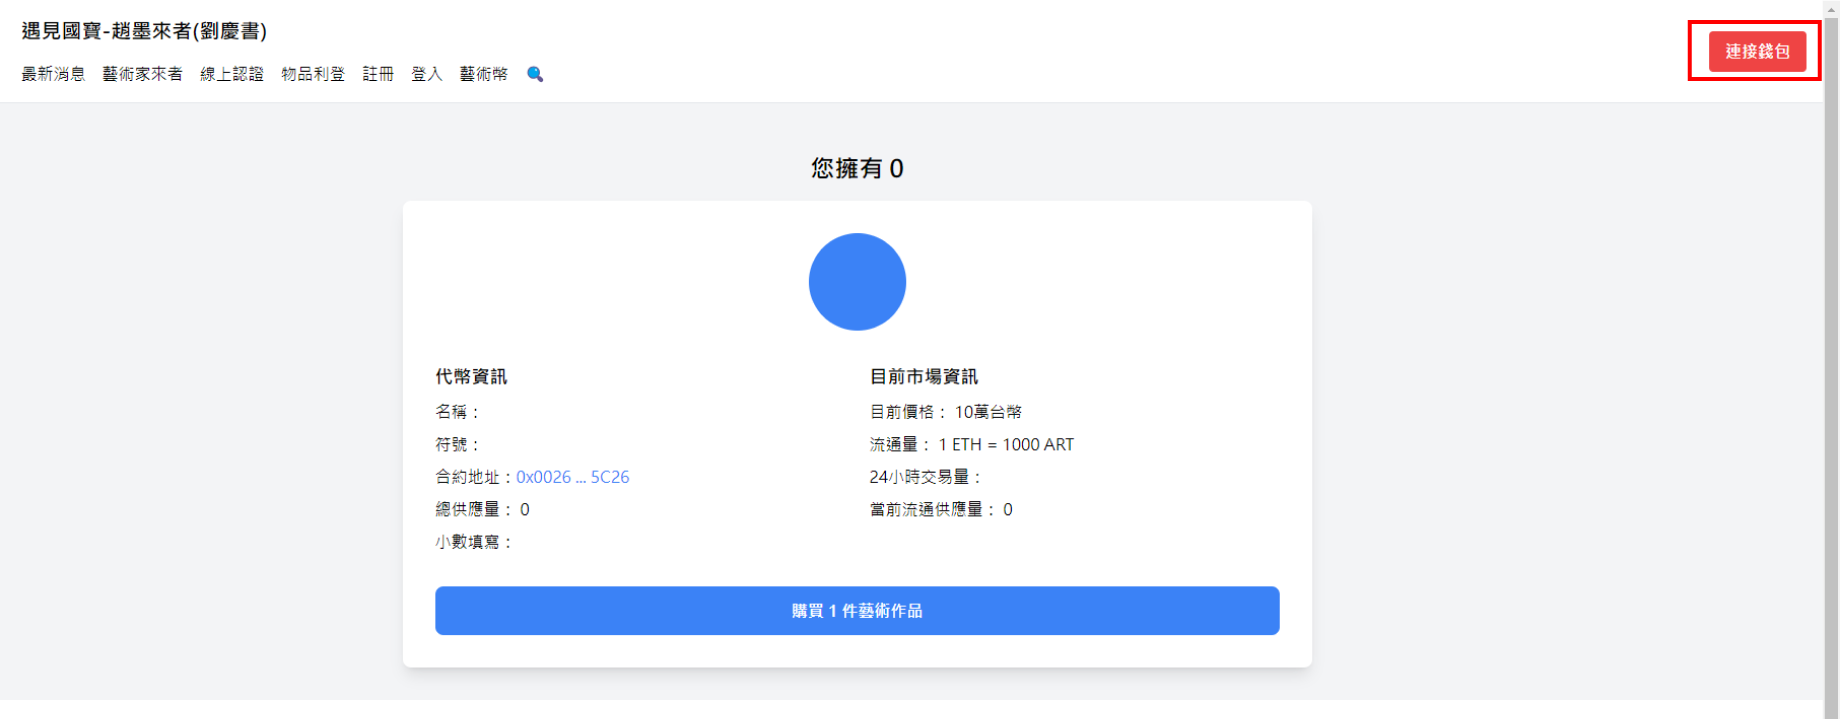 遇見國寶-趙墨來者(劉慶書)
連接錢包
最新消息 藝術家來者 線上認證 物品利登 註冊 登入 藝術幣
您擁有 0
代幣資訊
名稱：
符號：
合約地址：0x0026 ... 5C26
總供應量： 0
小數填寫：
目前市場資訊
目前價格： 10萬台幣
流通量： 1 ETH = 1000 ART
24小時交易量：
當前流通供應量： 0
購買 1 件藝術作品